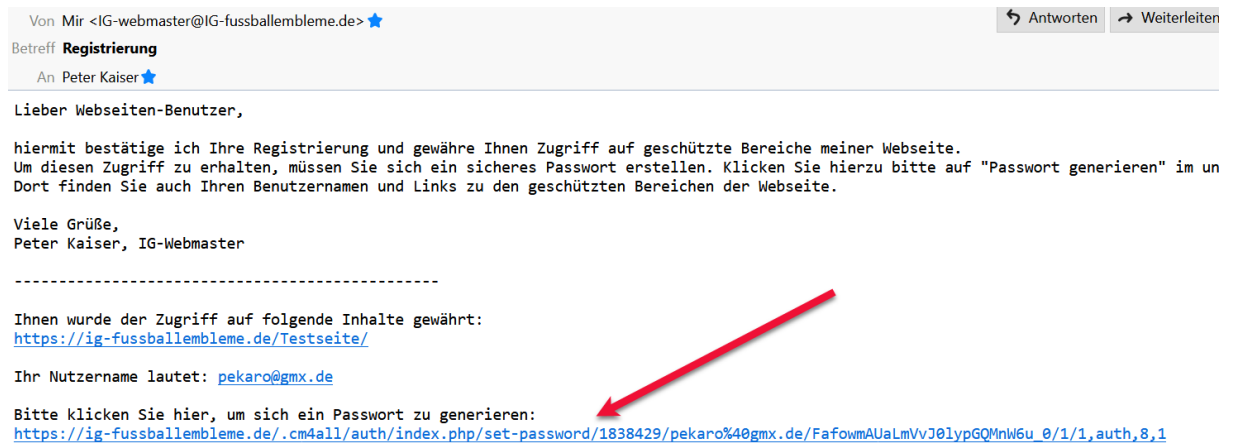 Von Mir <IG-webmaster@IG-fussballembleme.de>
Antworten Weiterleiten
Betreff Registrierung
An Peter Kaiser
Lieber Webseiten-Benutzer,
hiermit bestätige ich Ihre Registrierung und gewähre Ihnen Zugriff auf geschützte Bereiche meiner Webseite.
Um diesen Zugriff zu erhalten, müssen Sie sich ein sicheres Passwort erstellen. Klicken Sie hierzu bitte auf "Passwort generieren" im un
Dort finden Sie auch Ihren Benutzernamen und Links zu den geschützten Bereichen der Webseite.
Viele Grüße,
Peter Kaiser, IG-Webmaster
------------------------------------------------
Ihnen wurde der Zugriff auf folgende Inhalte gewährt:
https://ig-fussballembleme.de/Testseite/
Ihr Nutzername lautet: pekaro@gmx.de
Bitte klicken Sie hier, um sich ein Passwort zu generieren:
https://ig-fussballembleme.de/.cm4all/auth/index.php/set-password/1838429/pekaro%40gmx.de/FafowmAUaLmVvJ0lypGQMnW6u_0/1/1,auth,8,1